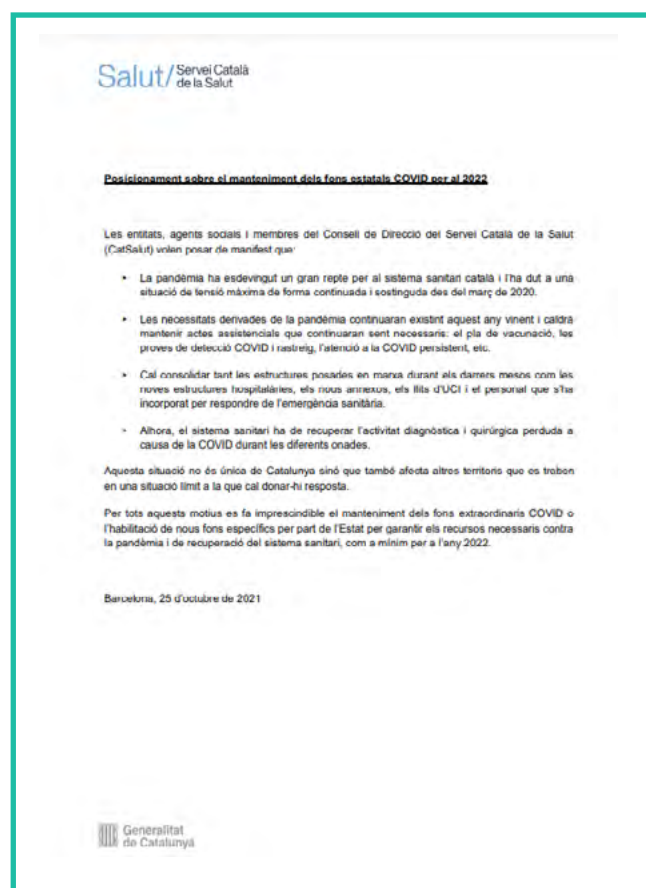 Salut/ Servei Català
de la Salut
Posicionament sobre el manteniment dels fons estatals COVID per al 2022
Les entitats, agents socials i membres del Consell de Direcció del Servei Català de la Salut
(CatSalut) volen posar de manifest que:
• La pandèmia ha esdevingut un gran repte per al sistema sanitari català i l'ha dut a una
situació de tensió màxima de forma continuada i sostinguda des del març de 2020.
• Les necessitats derivades de la pandèmia continuaran existint aquest any vinent i caldrà
mantenir actes assistencials que continuaran sent necessaris: el pla de vacunació, les
proves de detecció COVID i rastreig, l'atenció a la COVID persistent, etc.
• Cal consolidar tant les estructures posades en marxa durant els darrers mesos com les
noves estructures hospitalàries, els nous annexos, els llits d'UCI i el personal que s'ha
incorporat per respondre de l'emergència sanitària.
• Alhora, el sistema sanitari ha de recuperar l'activitat diagnòstica i quirúrgica perduda a
causa de la COVID durant les diferents onades.
Aquesta situació no és única de Catalunya sinó que també afecta altres territoris que es troben
en una situació límit a la que cal donar-hi resposta.
Per tots aquests motius es fa imprescindible el manteniment dels fons extraordinaris COVID o
l'habilitació de nous fons específics per part de l'Estat per garantir els recursos necessaris contra
la pandèmia i de recuperació del sistema sanitari, com a mínim per a l'any 2022.
Barcelona, 25 d'octubre de 2021
Generalitat
de Catalunya